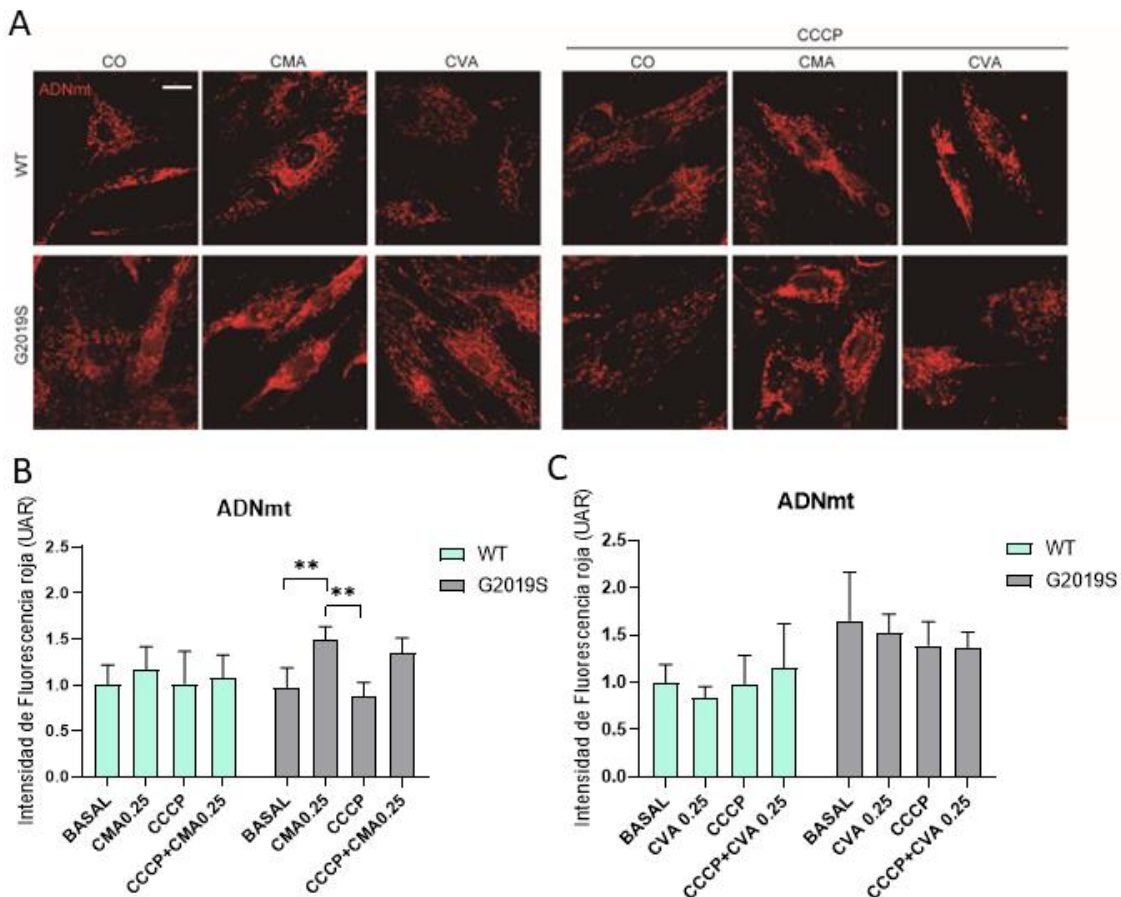 A
CCCP
CO CMA CVA CO CMA CVA
ADNmt
WT
G2019S
B
ADNmt
Intensidad de Fluorescencia roja (UAR)
2.5
2.0
1.5
1.0
0.5
0.0
** **
WT
G2019S
BASAL CMA0.25 CCCP CCCP+CMA0.25 BASAL CMA0.25 CCCP CCCP+CMA0.25
C
ADNmt
Intensidad de Fluorescencia roja (UAR)
2.5
2.0
1.5
1.0
0.5
0.0
WT
G2019S
BASAL CVA 0.25 CCCP CCCP+CVA 0.25 BASAL CVA 0.25 CCCP CCCP+CVA 0.25